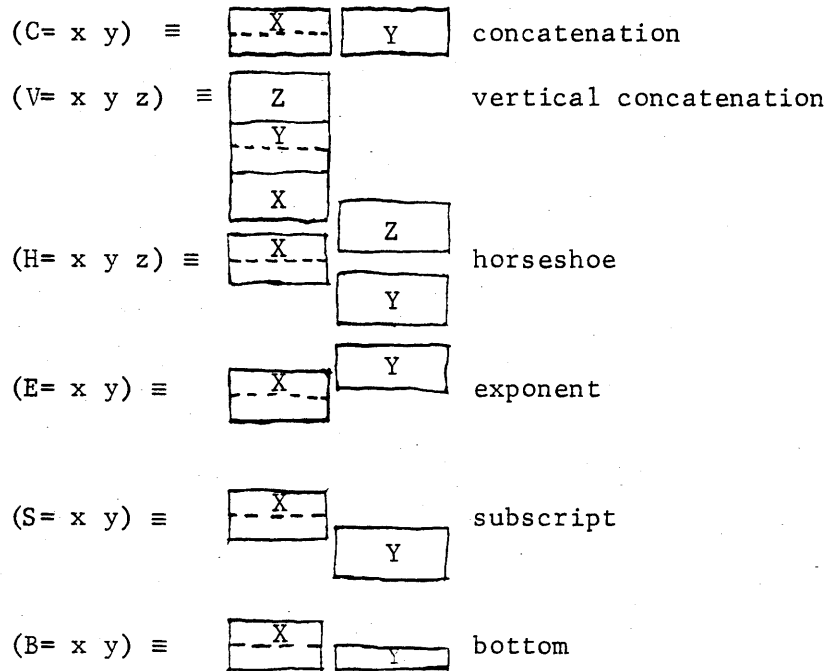 (C= x y) ≡ X Y concatenation
(V= x y z) ≡ Z vertical concatenation
Y
X
Z
(H= x y z) ≡ X horseshoe
Y
Y
(E= x y) ≡ X exponent
(S= x y) ≡ X subscript
Y
(B= x y) ≡ X Y bottom